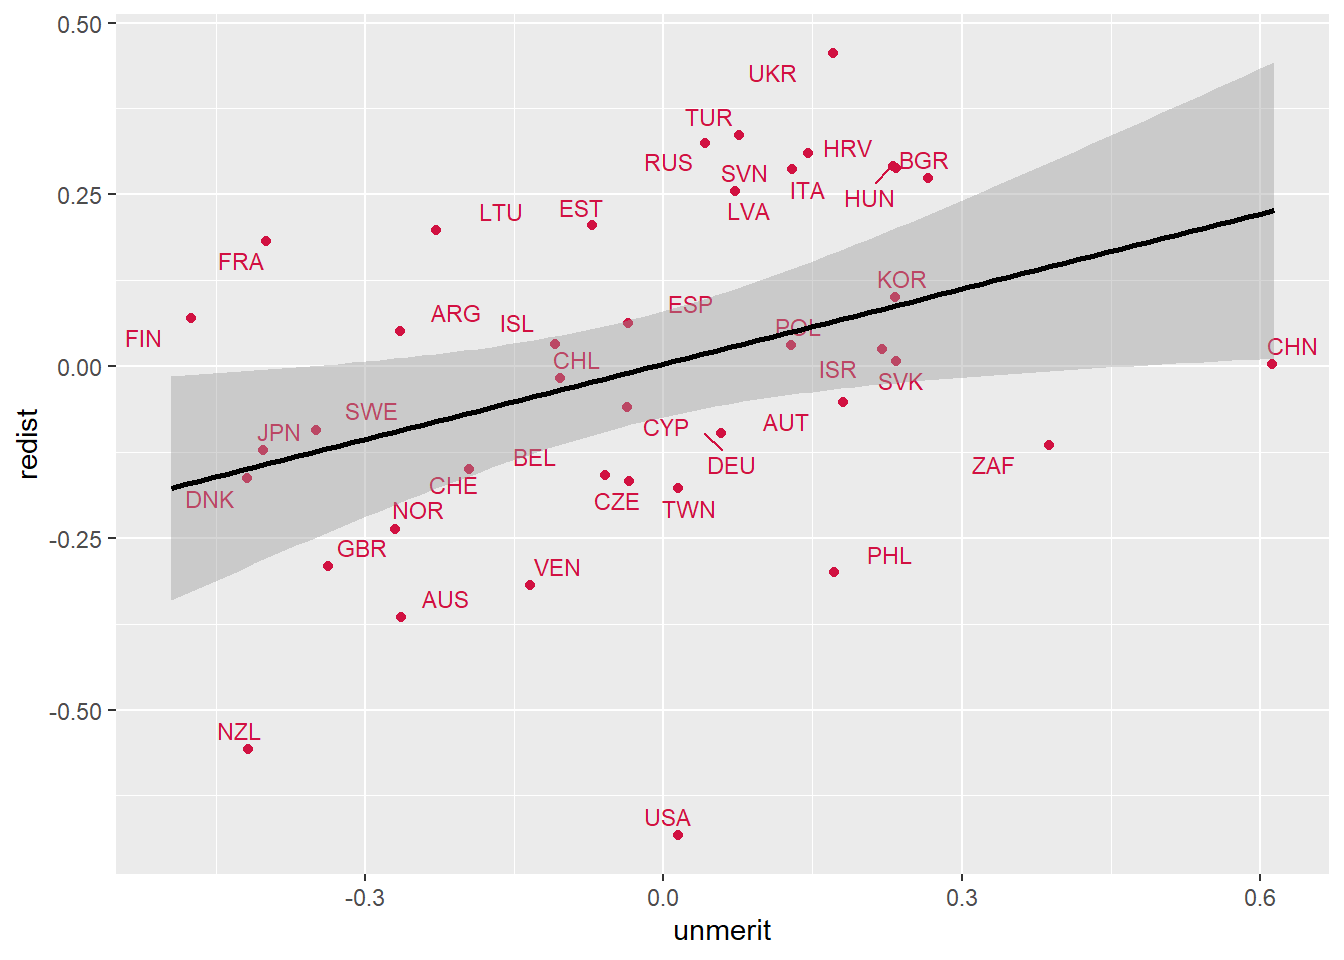 0.50
0.25
0.00
-0.25
-0.50
redist
UKR
TUR
RUS
HRV
BGR
SVN
ITA
HUN
LVA
LTU
EST
FRA
KOR
ESP
ARG
ISL
POL
FIN
CHN
CHL
ISR
SVK
SWE
JPN
CYP
AUT
BEL
DEU
ZAF
CHE
DNK
CZE
TWN
NOR
GBR
PHL
VEN
AUS
NZL
USA
-0.3
0.0
0.3
0.6
unmerit